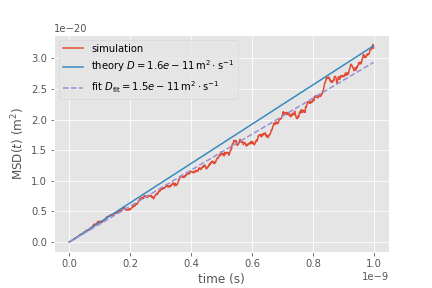 1e−20
simulation
theory D = 1.6e − 11 m² · s⁻¹
fit D_fit = 1.5e − 11 m² · s⁻¹
3.0
2.5
2.0
1.5
1.0
0.5
0.0
MSD(t) (m²)
0.0 0.2 0.4 0.6 0.8 1.0
time (s)
1e−9